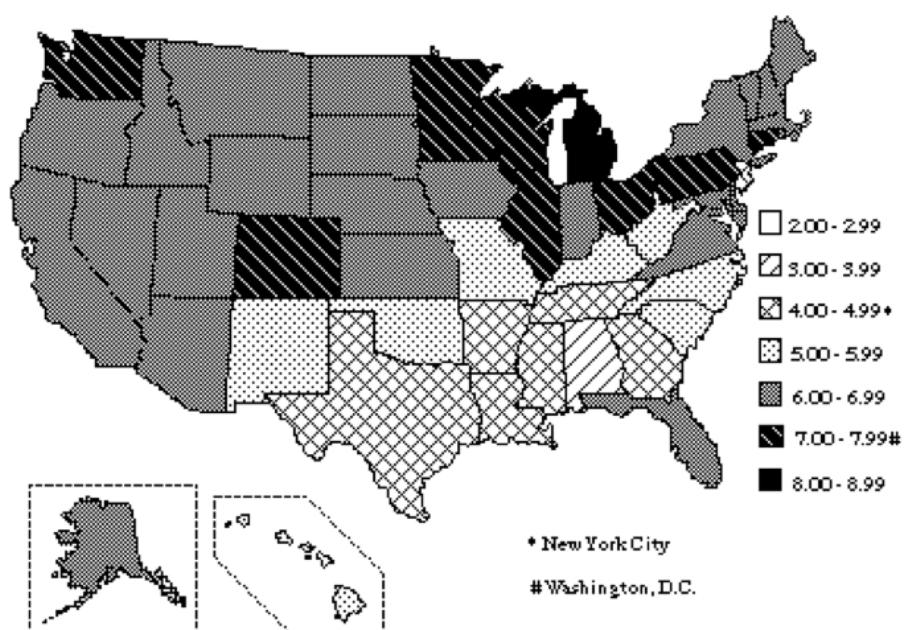 2.00 - 2.99
3.00 - 3.99
4.00 - 4.99♦
5.00 - 5.99
6.00 - 6.99
7.00 - 7.99#
8.00 - 8.99
♦ New York City
# Washington, D.C.